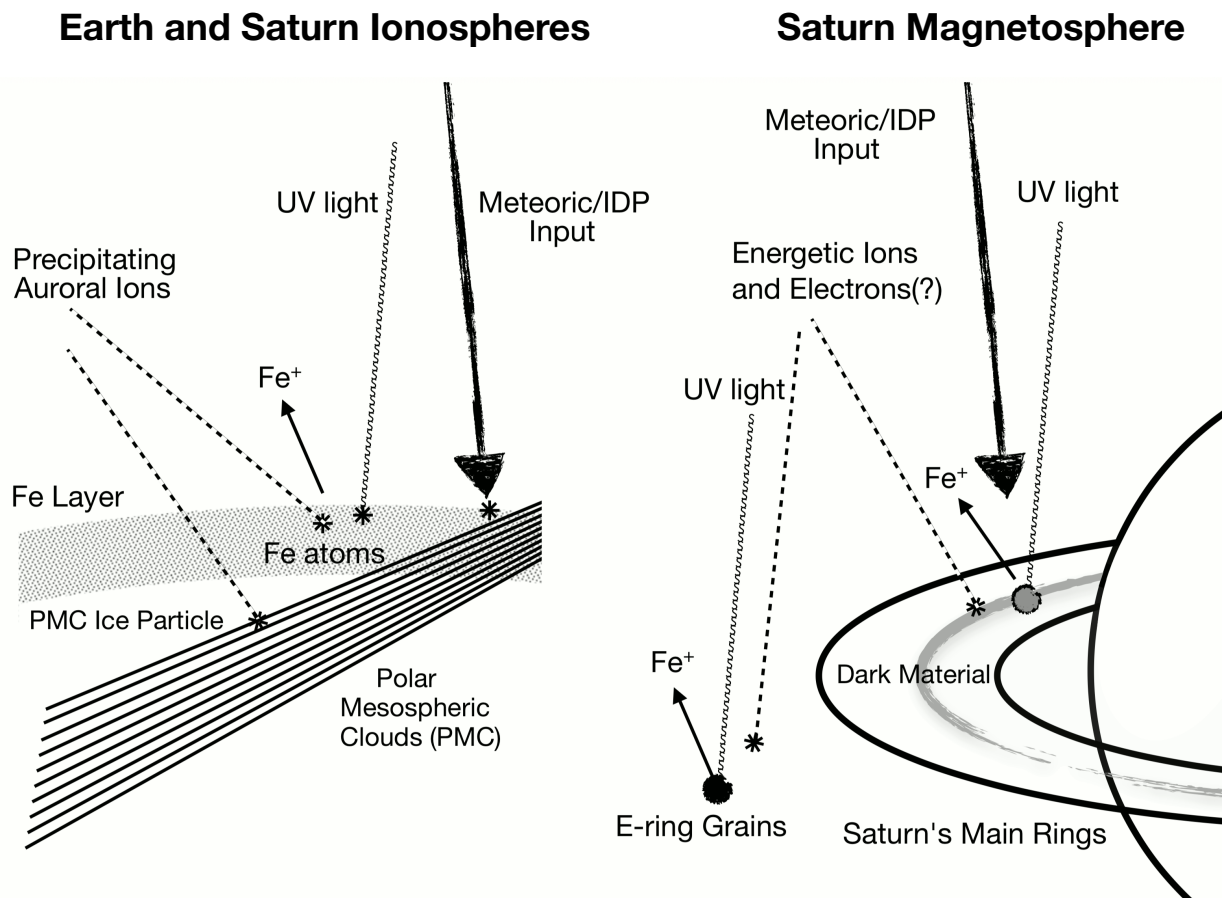 Earth and Saturn Ionospheres
UV light
Meteoric/IDP
Input
Precipitating
Auroral Ions
Fe⁺
Fe Layer
Fe atoms
PMC Ice Particle
Polar
Mesospheric
Clouds (PMC)
Saturn Magnetosphere
Meteoric/IDP
Input
UV light
Energetic Ions
and Electrons(?)
UV light
Fe⁺
Fe⁺
Dark Material
E-ring Grains
Saturn's Main Rings